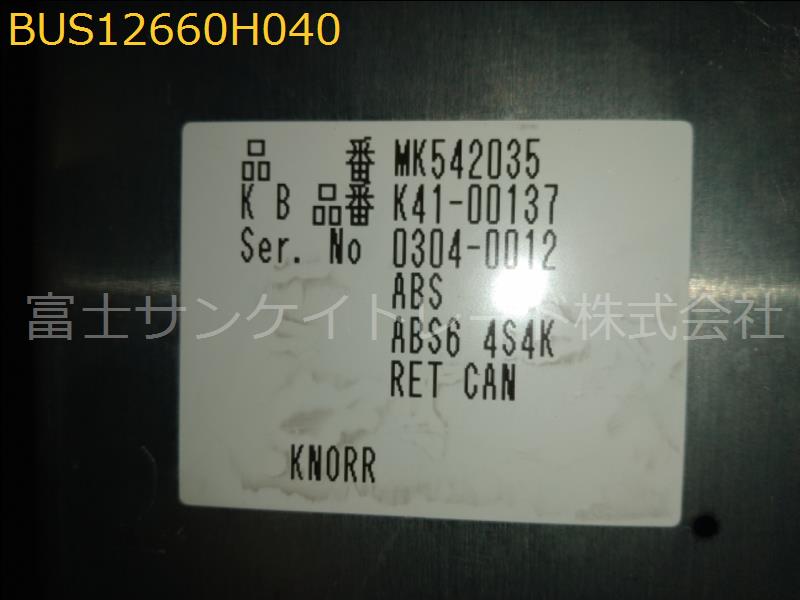 BUS12660H040
品 番 MK542035
K B 品番 K41-00137
Ser. No 0304-0012
ABS
富士サンケイトレード株式会社
ABS6 4S4K
RET CAN
KNORR